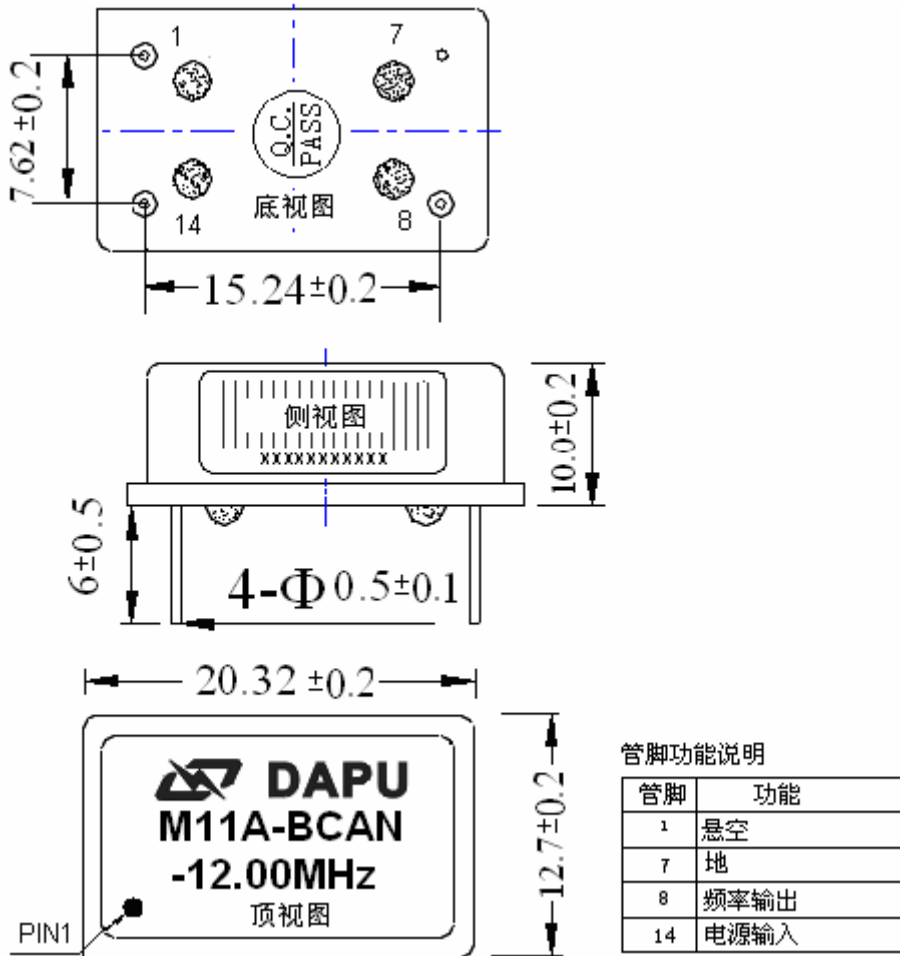 1
7
7.62±0.2
Q.C.
PASS
底视图
14
8
15.24±0.2
侧视图
xxxxxxxxxxx
10.0±0.2
6±0.5
4-Φ 0.5±0.1
20.32 ±0.2
DAPU
M11A-BCAN
-12.00MHz
顶视图
PIN1
12.7±0.2
管脚功能说明
管脚 功能
1 悬空
7 地
8 频率输出
14 电源输入